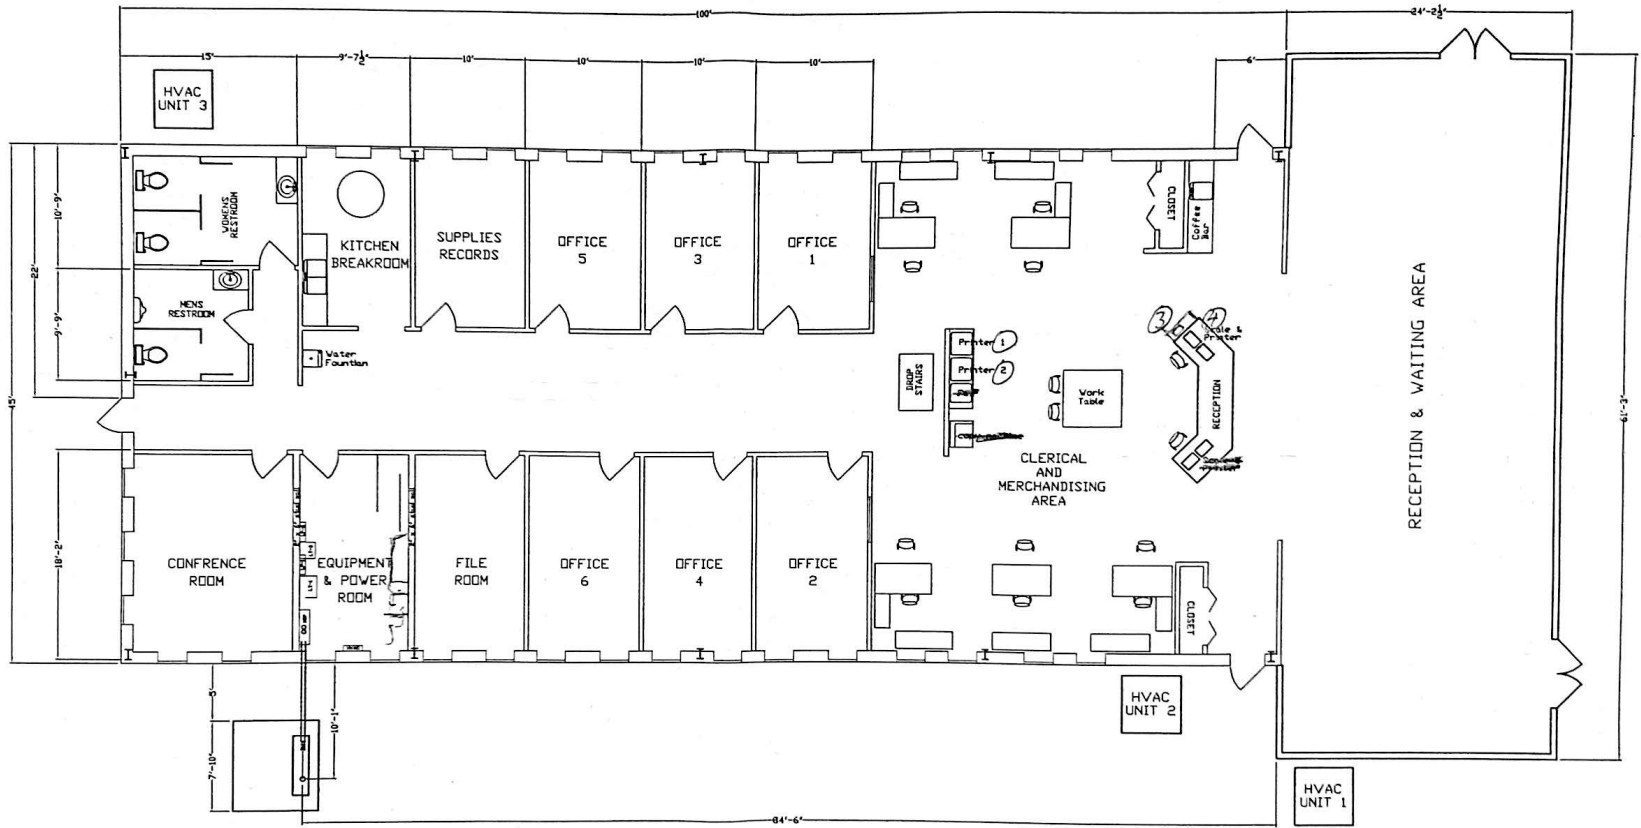 100'
24'-2½"
15'
9'-7½"
10'
10'
10'
10'
6'
HVAC
UNIT 3
45'
22'
10'-9"
9'-9"
18'-2"
61'-3"
WOMENS
RESTROOM
MENS
RESTROOM
KITCHEN
BREAKROOM
SUPPLIES
RECORDS
OFFICE
5
OFFICE
3
OFFICE
1
CLOSET
Coffee
Bar
Water
Fountian
DROP
STAIRS
Printer 1
Printer 2
Work
Table
3
4
Scale &
Printer
RECEPTION
CLERICAL
AND
MERCHANDISING
AREA
RECEPTION & WAITING AREA
CONFRENCE
ROOM
EQUIPMENT
& POWER
ROOM
FILE
ROOM
OFFICE
6
OFFICE
4
OFFICE
2
CLOSET
5'
7'-10"
10'-1"
HVAC
UNIT 2
HVAC
UNIT 1
84'-6"